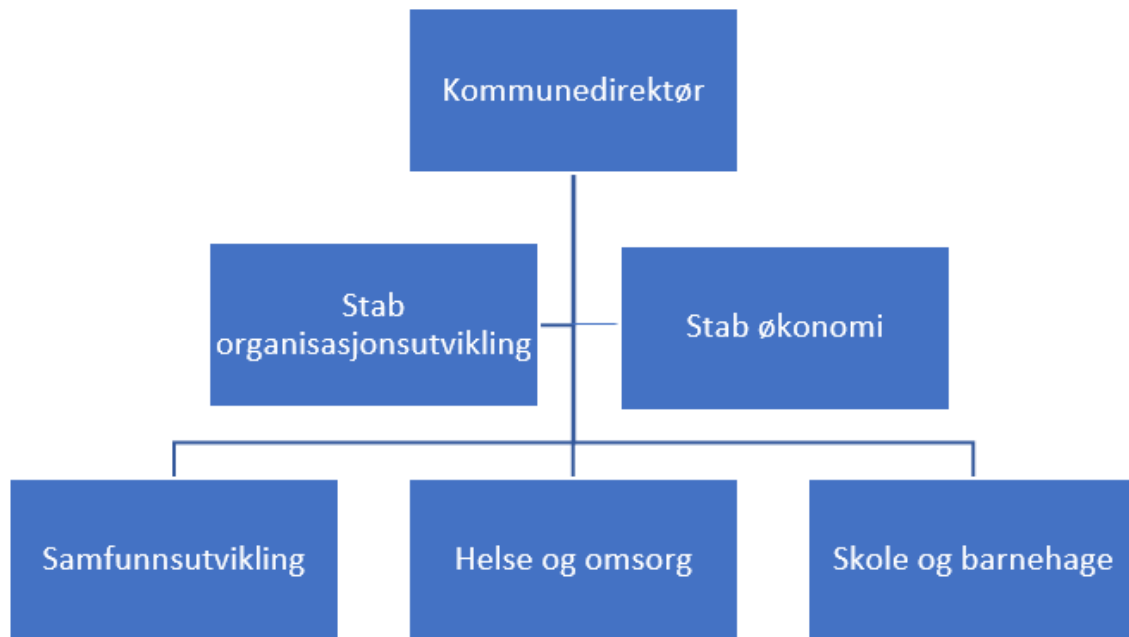 Kommunedirektør
Stab
organisasjonsutvikling
Stab økonomi
Samfunnsutvikling
Helse og omsorg
Skole og barnehage